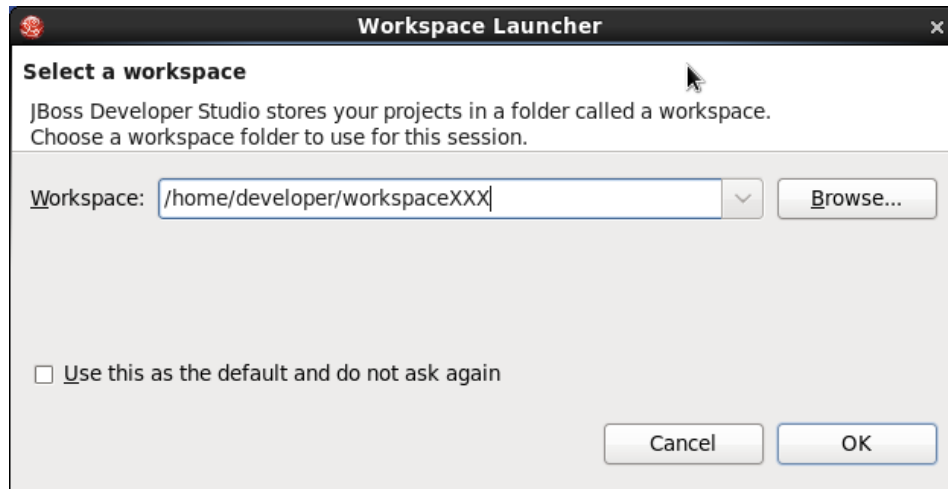 Workspace Launcher
Select a workspace
JBoss Developer Studio stores your projects in a folder called a workspace.
Choose a workspace folder to use for this session.
Workspace: /home/developer/workspaceXXX Browse...
Use this as the default and do not ask again
Cancel OK